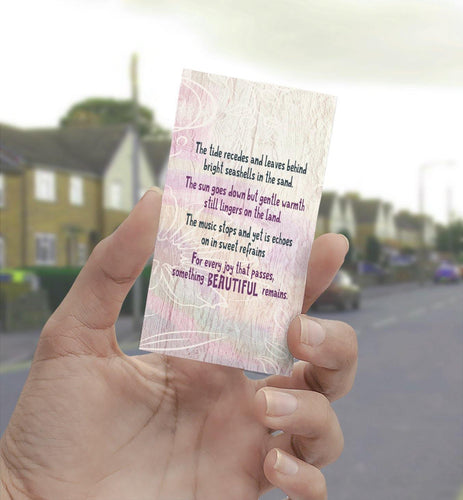 The tide recedes and leaves behind
bright seashells in the sand.
The sun goes down but gentle warmth
still lingers on the land.
The music stops and yet is echoes
on in sweet refrains
For every joy that passes,
something BEAUTIFUL remains.